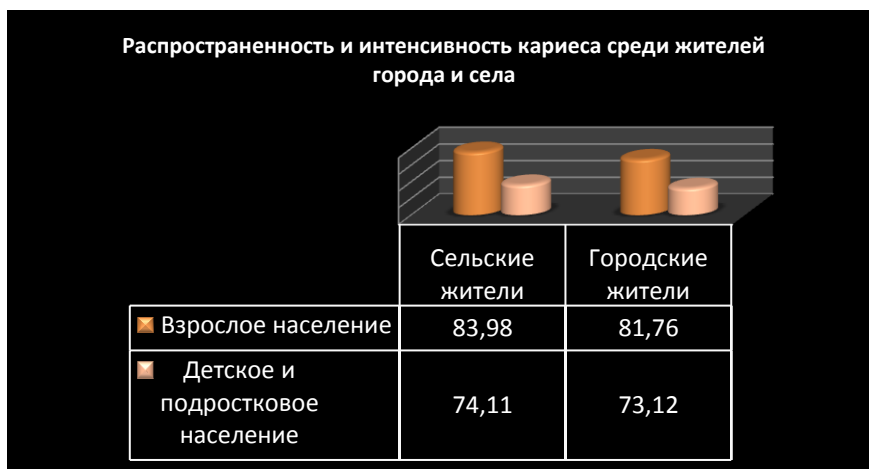 Распространенность и интенсивность кариеса среди жителей
города и села
Сельские
жители
Городские
жители
Взрослое население
83,98
81,76
Детское и
подростковое
население
74,11
73,12